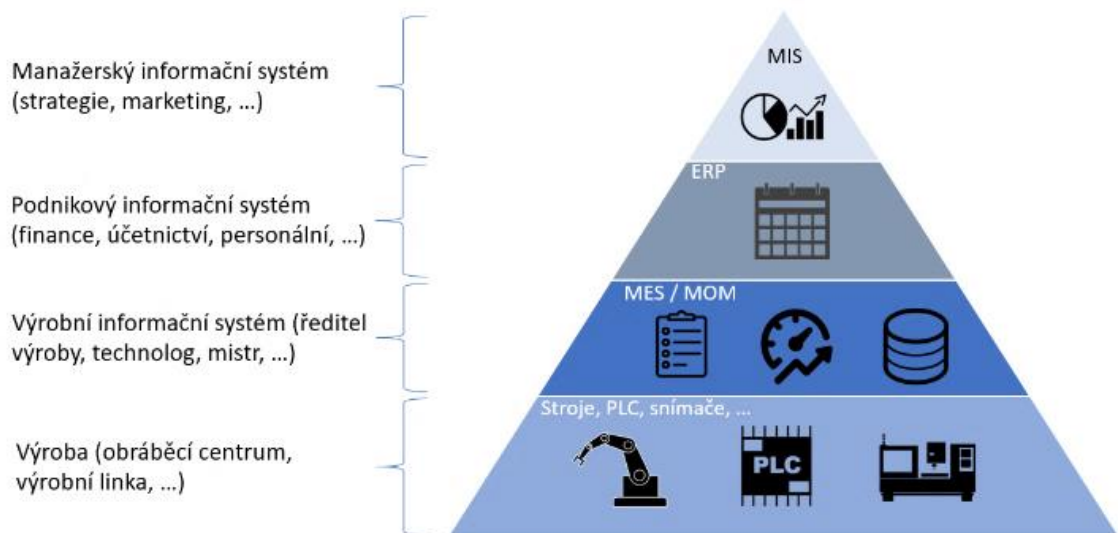 Manažerský informační systém
(strategie, marketing, ...)
MIS
Podnikový informační systém
(finance, účetnictví, personální, ...)
ERP
Výrobní informační systém (ředitel
výroby, technolog, mistr, ...)
MES / MOM
Výroba (obráběcí centrum,
výrobní linka, ...)
Stroje, PLC, snímače, ...
PLC